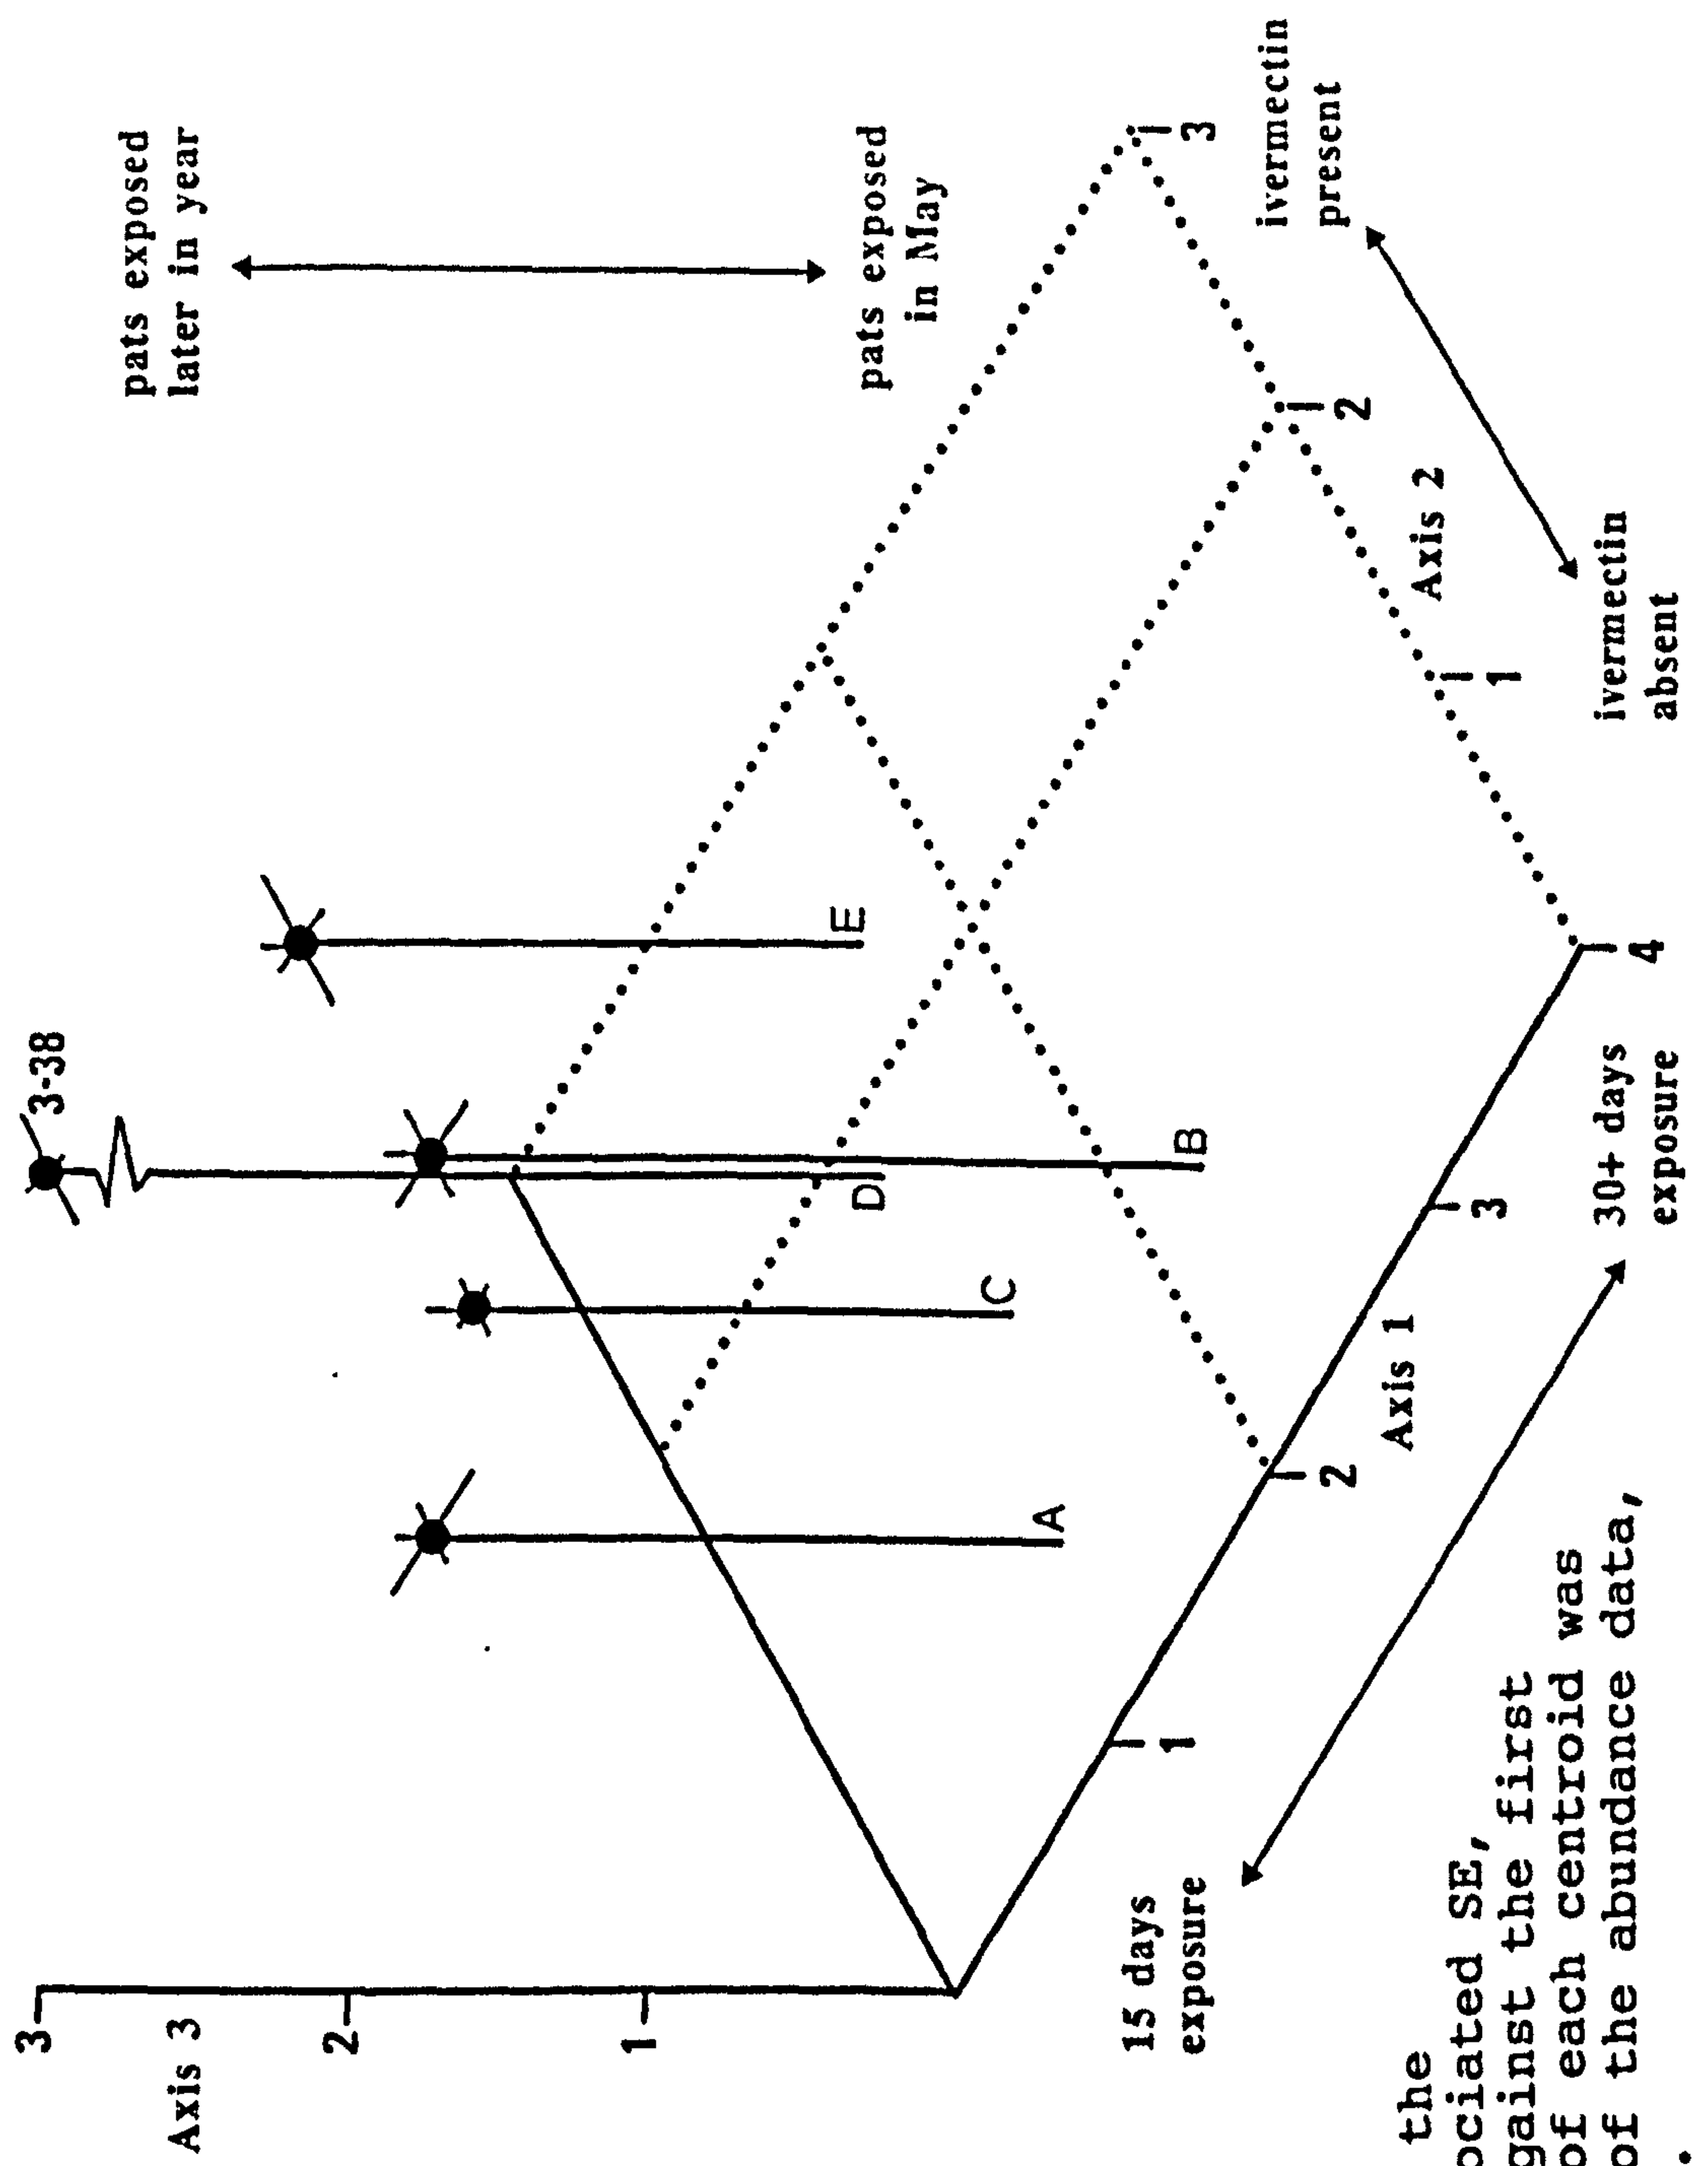 3
Axis 3
2
1
3·38
A
B
C
D
E
pats exposed
later in year
pats exposed
in May
1
2
3
4
Axis 1
15 days
exposure
30+ days
exposure
1
2
3
Axis 2
ivermectin
absent
ivermectin
present
the
ociated SE,
gainst the first
of each centroid was
of the abundance data,
.